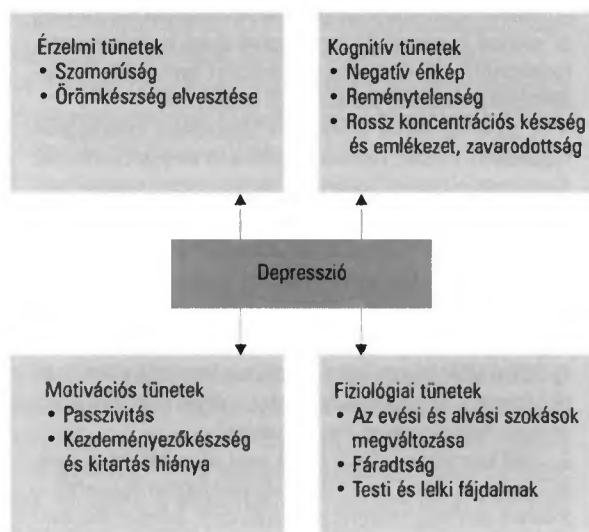 Érzelmi tünetek
• Szomorúság
• Örömkészség elvesztése
Kognitív tünetek
• Negatív énkép
• Reménytelenség
• Rossz koncentrációs készség
és emlékezet, zavarodottság
Depresszió
Motivációs tünetek
• Passzivitás
• Kezdeményezőkészség
és kitartás hiánya
Fiziológiai tünetek
• Az evési és alvási szokások
megváltozása
• Fáradtság
• Testi és lelki fájdalmak